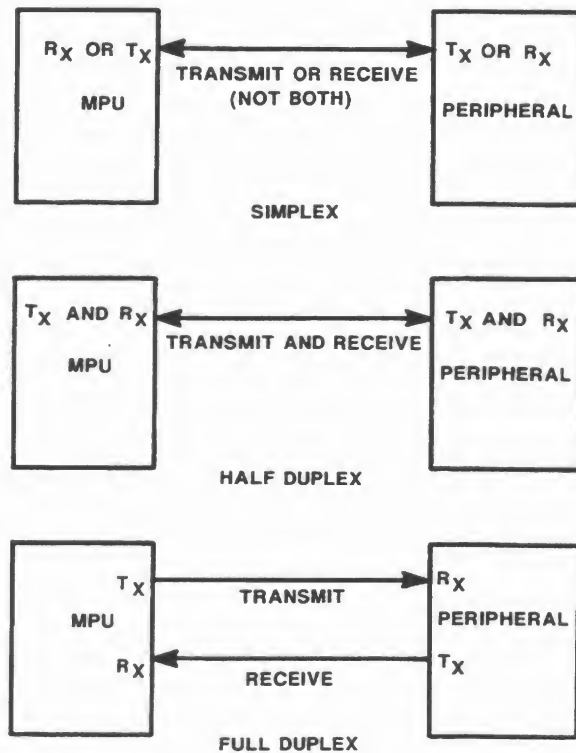 RX OR TX
TX OR RX
TRANSMIT OR RECEIVE
(NOT BOTH)
MPU
PERIPHERAL
SIMPLEX
TX AND RX
TX AND RX
TRANSMIT AND RECEIVE
MPU
PERIPHERAL
HALF DUPLEX
TX
RX
TRANSMIT
MPU
PERIPHERAL
RX
TX
RECEIVE
FULL DUPLEX